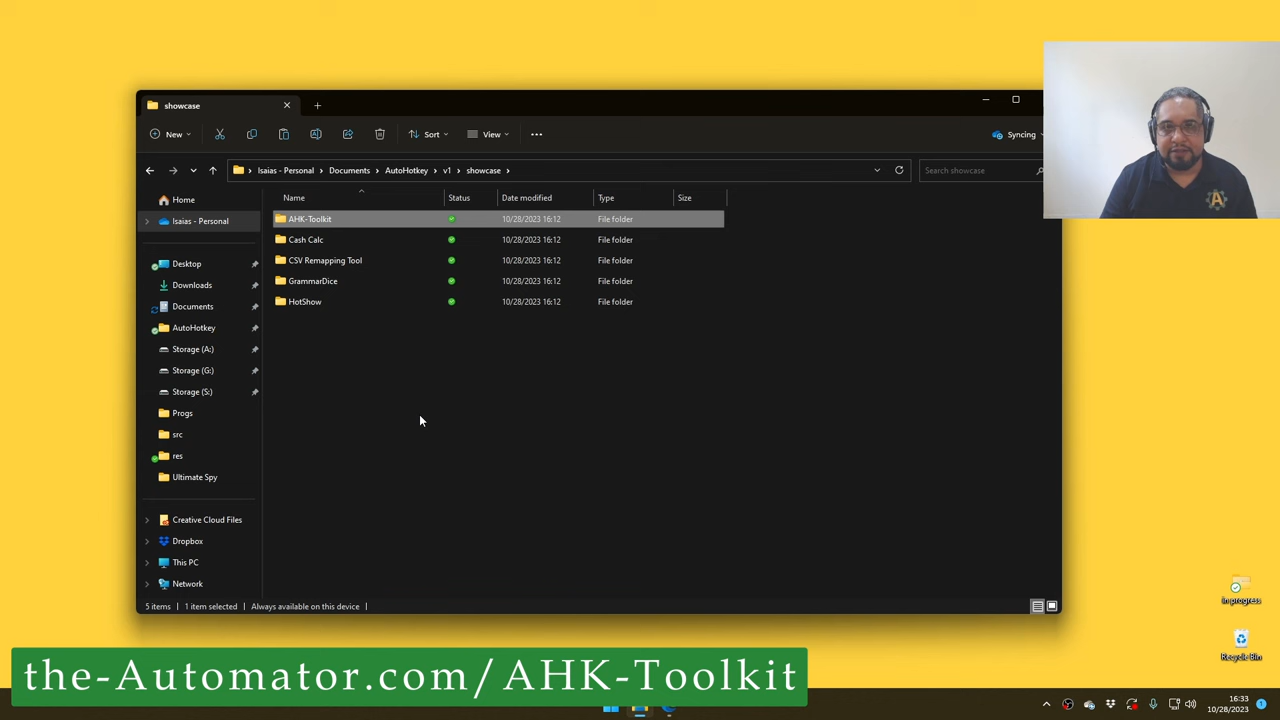 showcase
New
Sort
View
Syncing
Isaias - Personal
Documents
AutoHotkey
v1
showcase
Search showcase
Name
Status
Date modified
Type
Size
Home
Isaias - Personal
Desktop
Downloads
Documents
AutoHotkey
Storage (A:)
Storage (G:)
Storage (S:)
Progs
src
res
Ultimate Spy
Creative Cloud Files
Dropbox
This PC
Network
AHK-Toolkit 10/28/2023 16:12 File folder
Cash Calc 10/28/2023 16:12 File folder
CSV Remapping Tool 10/28/2023 16:12 File folder
GrammarDice 10/28/2023 16:12 File folder
HotShow 10/28/2023 16:12 File folder
5 items
1 item selected
Always available on this device
In progress
Recycle Bin
the-Automator.com/AHK-Toolkit
16:33
10/28/2023